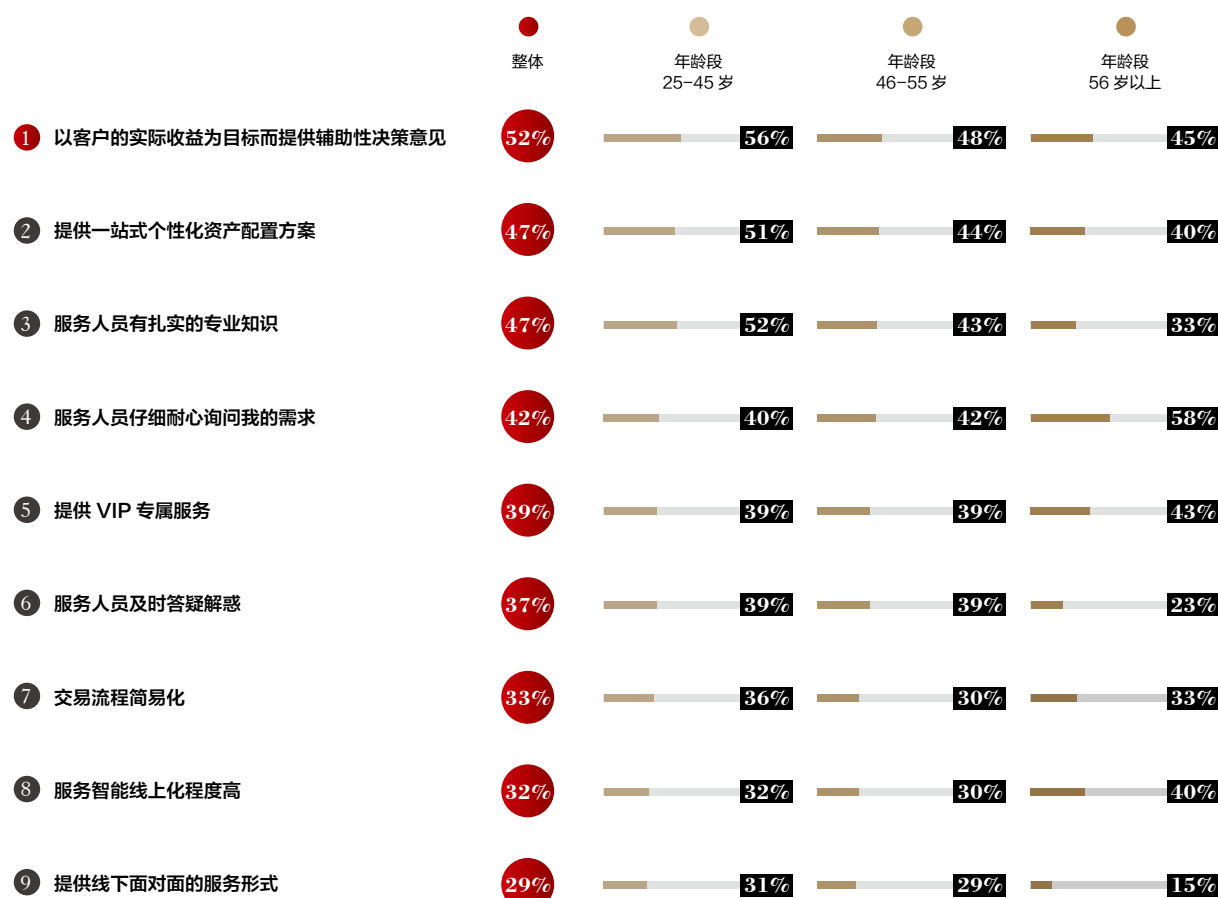 整体 年龄段 年龄段 年龄段
25-45 岁 46-55 岁 56 岁以上
1 以客户的实际收益为目标而提供辅助性决策意见 52% 56% 48% 45%
2 提供一站式个性化资产配置方案 47% 51% 44% 40%
3 服务人员有扎实的专业知识 47% 52% 43% 33%
4 服务人员仔细耐心询问我的需求 42% 40% 42% 58%
5 提供 VIP 专属服务 39% 39% 39% 43%
6 服务人员及时答疑解惑 37% 39% 39% 23%
7 交易流程简易化 33% 36% 30% 33%
8 服务智能线上化程度高 32% 32% 30% 40%
9 提供线下面对面的服务形式 29% 31% 29% 15%